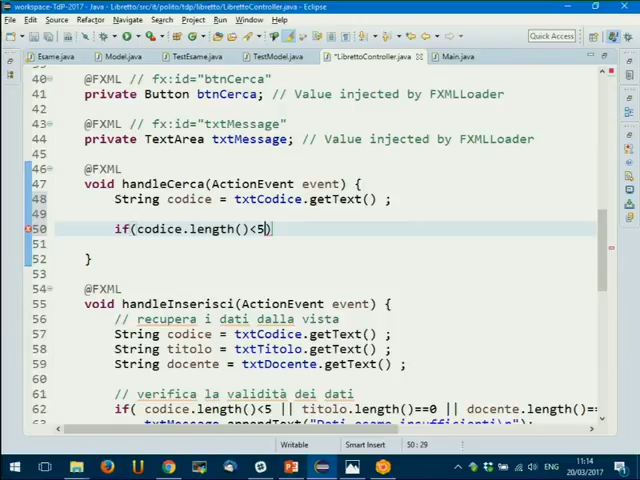 workspace-TdP-2017 - Java - Libretto/src/it/polito/tdp/libretto/LibrettoController.java - Eclipse
File Edit Source Refactor Navigate Search Project Run Window Help
Quick Access
Esame.java Model.java TestEsame.java TestModel.java *LibrettoController.java Main.java
40 @FXML // fx:id="btnCerca"
41 private Button btnCerca; // Value injected by FXMLLoader
42
43 @FXML // fx:id="txtMessage"
44 private TextArea txtMessage; // Value injected by FXMLLoader
45
46 @FXML
47 void handleCerca(ActionEvent event) {
48 String codice = txtCodice.getText() ;
49
50 if(codice.length()<5)
51
52 }
53
54 @FXML
55 void handleInserisci(ActionEvent event) {
56 // recupera i dati dalla vista
57 String codice = txtCodice.getText() ;
58 String titolo = txtTitolo.getText() ;
59 String docente = txtDocente.getText() ;
60
61 // verifica la validità dei dati
62 if( codice.length()<5 || titolo.length()==0 || docente.length()==
63 txtMessage.appendText("Dati esame insufficienti\n");
Writable Smart Insert 50 : 29
11:14
20/03/2017